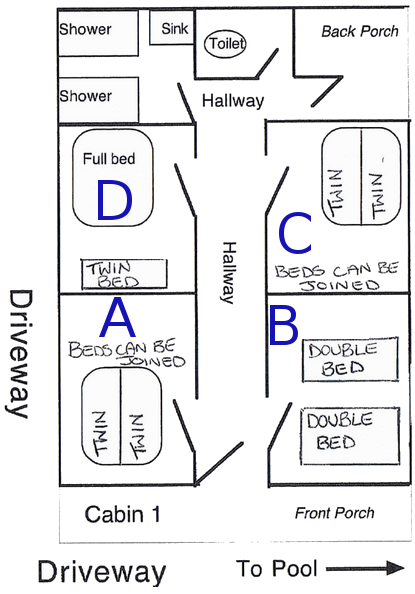 Shower
Sink
Toilet
Back Porch
Shower
Hallway
Full bed
D
TWIN
BED
TWIN
TWIN
C
BEDS CAN BE
JOINED
Hallway
Driveway
A
BEDS CAN BE
JOINED
TWIN
TWIN
B
DOUBLE
BED
DOUBLE
BED
Cabin 1
Front Porch
Driveway
To Pool